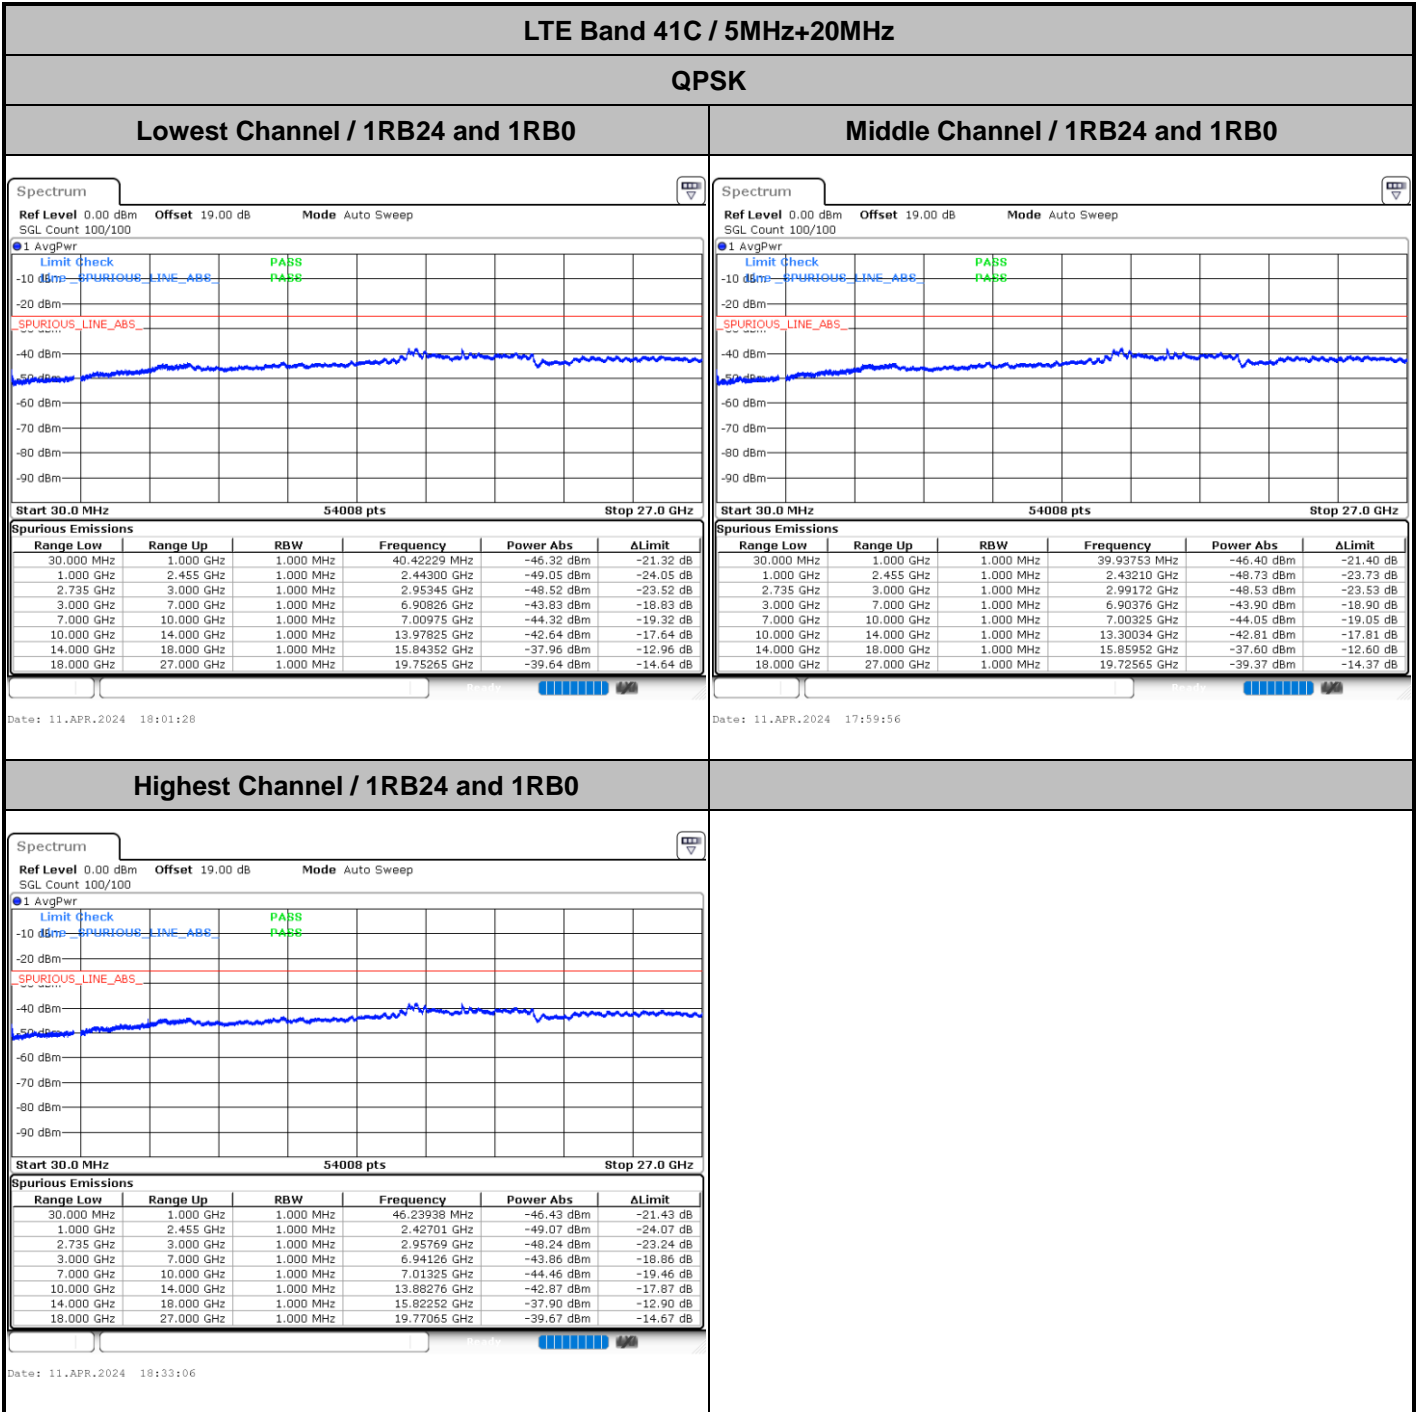 LTE Band 41C / 5MHz+20MHz
QPSK
Lowest Channel / 1RB24 and 1RB0
Spectrum
Ref Level 0.00 dBm Offset 19.00 dB Mode Auto Sweep
SGL Count 100/100
1 AvgPwr
Limit Check PASS
Line _SPURIOUS_LINE_ABS_ PASS
-10 dBm
-20 dBm
_SPURIOUS_LINE_ABS_
-40 dBm
-50 dBm
-60 dBm
-70 dBm
-80 dBm
-90 dBm
Start 30.0 MHz 54008 pts Stop 27.0 GHz
Spurious Emissions
Range Low Range Up RBW Frequency Power Abs ΔLimit
30.000 MHz 1.000 GHz 1.000 MHz 40.42229 MHz -46.32 dBm -21.32 dB
1.000 GHz 2.455 GHz 1.000 MHz 2.44300 GHz -49.05 dBm -24.05 dB
2.735 GHz 3.000 GHz 1.000 MHz 2.95345 GHz -48.52 dBm -23.52 dB
3.000 GHz 7.000 GHz 1.000 MHz 6.90826 GHz -43.83 dBm -18.83 dB
7.000 GHz 10.000 GHz 1.000 MHz 7.00975 GHz -44.32 dBm -19.32 dB
10.000 GHz 14.000 GHz 1.000 MHz 13.97825 GHz -42.64 dBm -17.64 dB
14.000 GHz 18.000 GHz 1.000 MHz 15.84352 GHz -37.96 dBm -12.96 dB
18.000 GHz 27.000 GHz 1.000 MHz 19.75265 GHz -39.64 dBm -14.64 dB
Ready
Date: 11.APR.2024 18:01:28
Middle Channel / 1RB24 and 1RB0
Spectrum
Ref Level 0.00 dBm Offset 19.00 dB Mode Auto Sweep
SGL Count 100/100
1 AvgPwr
Limit Check PASS
Line _SPURIOUS_LINE_ABS_ PASS
-10 dBm
-20 dBm
_SPURIOUS_LINE_ABS_
-40 dBm
-50 dBm
-60 dBm
-70 dBm
-80 dBm
-90 dBm
Start 30.0 MHz 54008 pts Stop 27.0 GHz
Spurious Emissions
Range Low Range Up RBW Frequency Power Abs ΔLimit
30.000 MHz 1.000 GHz 1.000 MHz 39.93753 MHz -46.40 dBm -21.40 dB
1.000 GHz 2.455 GHz 1.000 MHz 2.43210 GHz -48.73 dBm -23.73 dB
2.735 GHz 3.000 GHz 1.000 MHz 2.99172 GHz -48.53 dBm -23.53 dB
3.000 GHz 7.000 GHz 1.000 MHz 6.90376 GHz -43.90 dBm -18.90 dB
7.000 GHz 10.000 GHz 1.000 MHz 7.00325 GHz -44.05 dBm -19.05 dB
10.000 GHz 14.000 GHz 1.000 MHz 13.30034 GHz -42.81 dBm -17.81 dB
14.000 GHz 18.000 GHz 1.000 MHz 15.85952 GHz -37.60 dBm -12.60 dB
18.000 GHz 27.000 GHz 1.000 MHz 19.72565 GHz -39.37 dBm -14.37 dB
Ready
Date: 11.APR.2024 17:59:56
Highest Channel / 1RB24 and 1RB0
Spectrum
Ref Level 0.00 dBm Offset 19.00 dB Mode Auto Sweep
SGL Count 100/100
1 AvgPwr
Limit Check PASS
Line _SPURIOUS_LINE_ABS_ PASS
-10 dBm
-20 dBm
_SPURIOUS_LINE_ABS_
-40 dBm
-50 dBm
-60 dBm
-70 dBm
-80 dBm
-90 dBm
Start 30.0 MHz 54008 pts Stop 27.0 GHz
Spurious Emissions
Range Low Range Up RBW Frequency Power Abs ΔLimit
30.000 MHz 1.000 GHz 1.000 MHz 46.23938 MHz -46.43 dBm -21.43 dB
1.000 GHz 2.455 GHz 1.000 MHz 2.42701 GHz -49.07 dBm -24.07 dB
2.735 GHz 3.000 GHz 1.000 MHz 2.95769 GHz -48.24 dBm -23.24 dB
3.000 GHz 7.000 GHz 1.000 MHz 6.94126 GHz -43.86 dBm -18.86 dB
7.000 GHz 10.000 GHz 1.000 MHz 7.01325 GHz -44.46 dBm -19.46 dB
10.000 GHz 14.000 GHz 1.000 MHz 13.88276 GHz -42.87 dBm -17.87 dB
14.000 GHz 18.000 GHz 1.000 MHz 15.82252 GHz -37.90 dBm -12.90 dB
18.000 GHz 27.000 GHz 1.000 MHz 19.77065 GHz -39.67 dBm -14.67 dB
Ready
Date: 11.APR.2024 18:33:06